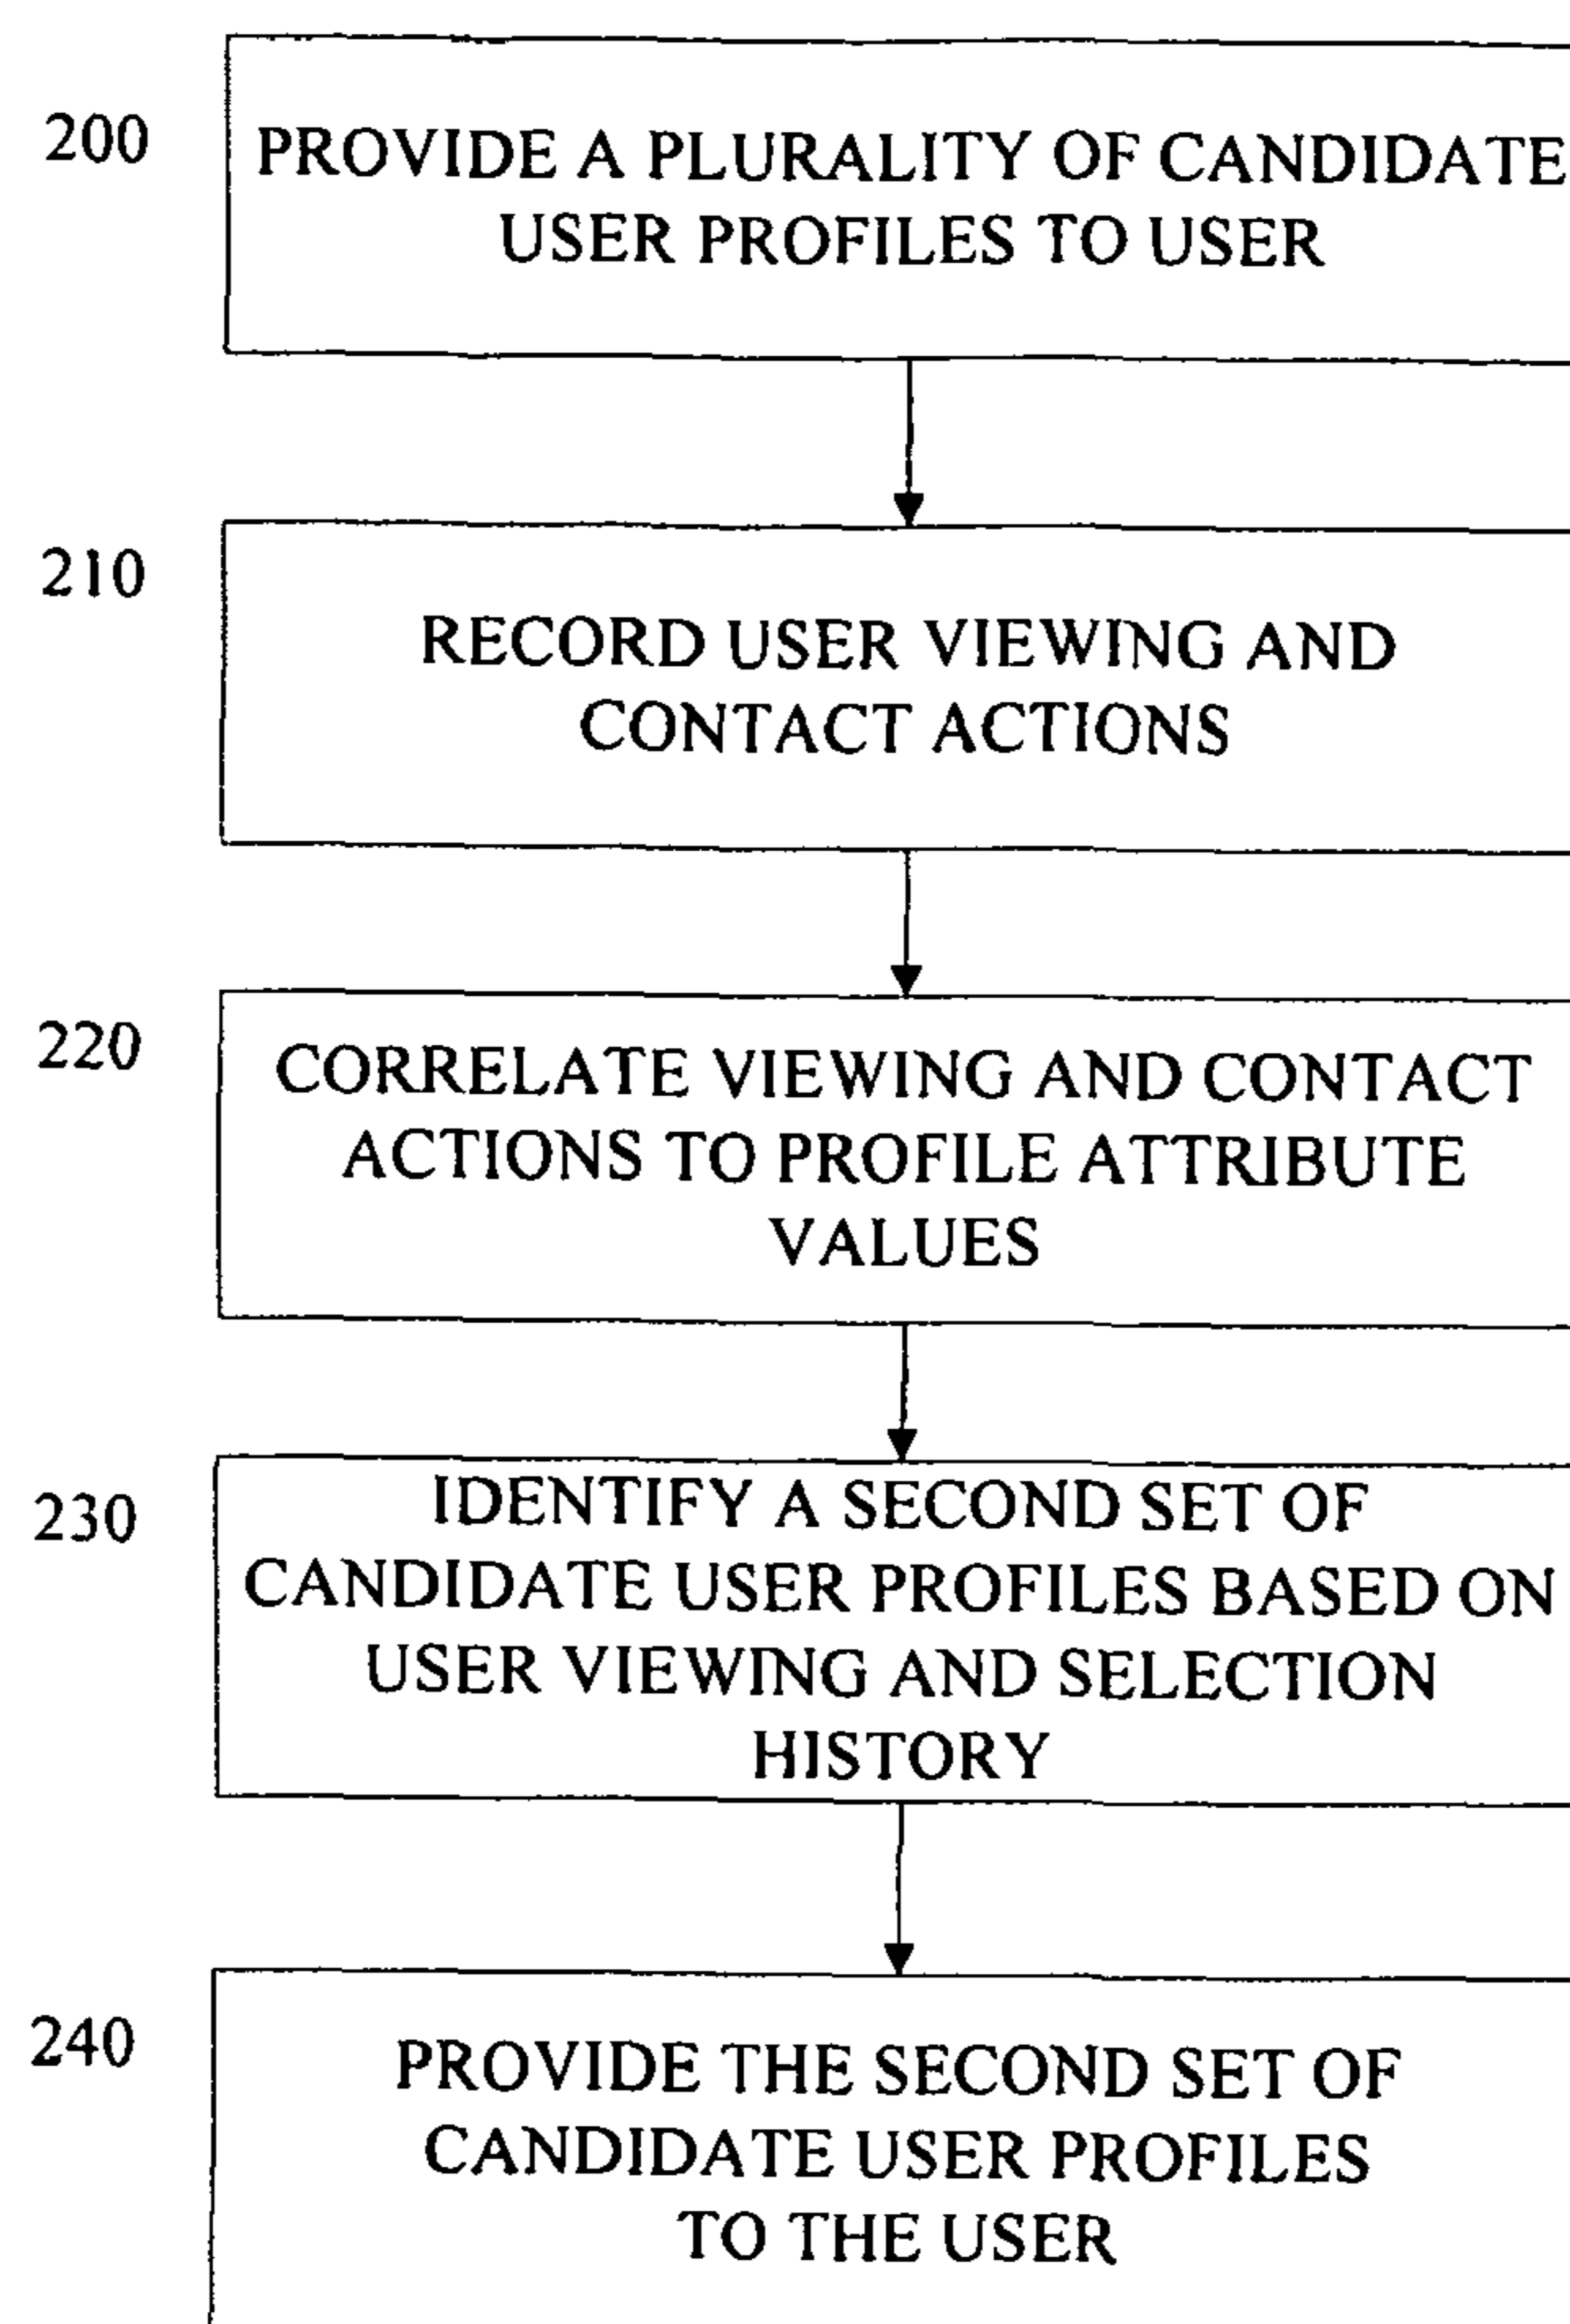 200
PROVIDE A PLURALITY OF CANDIDATE
USER PROFILES TO USER
210
RECORD USER VIEWING AND
CONTACT ACTIONS
220
CORRELATE VIEWING AND CONTACT
ACTIONS TO PROFILE ATTRIBUTE
VALUES
230
IDENTIFY A SECOND SET OF
CANDIDATE USER PROFILES BASED ON
USER VIEWING AND SELECTION
HISTORY
240
PROVIDE THE SECOND SET OF
CANDIDATE USER PROFILES
TO THE USER